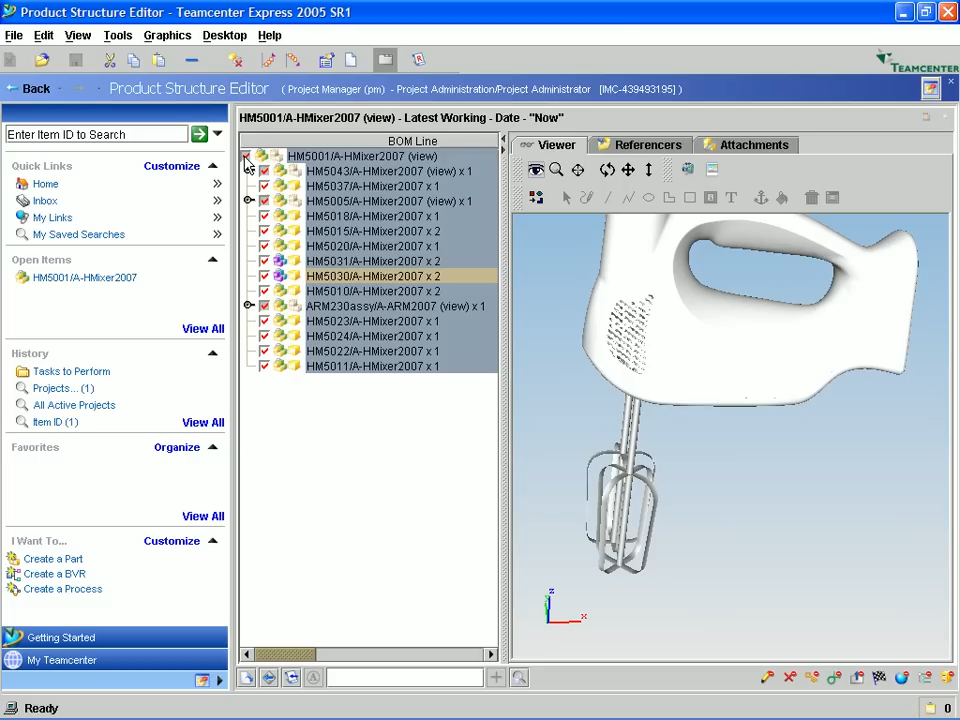 Product Structure Editor - Teamcenter Express 2005 SR1
File Edit View Tools Graphics Desktop Help
TEAMCENTER
Back Product Structure Editor ( Project Manager (pm) - Project Administration/Project Administrator [IMC-439493195] )
Enter Item ID to Search
Quick Links Customize
Home
Inbox
My Links
My Saved Searches
Open Items
HM5001/A-HMixer2007
View All
History
Tasks to Perform
Projects... (1)
All Active Projects
Item ID (1)
View All
Favorites Organize
View All
I Want To... Customize
Create a Part
Create a BVR
Create a Process
Getting Started
My Teamcenter
HM5001/A-HMixer2007 (view) - Latest Working - Date - "Now"
BOM Line
HM5001/A-HMixer2007 (view)
HM5043/A-HMixer2007 (view) x 1
HM5037/A-HMixer2007 x 1
HM5005/A-HMixer2007 (view) x 1
HM5018/A-HMixer2007 x 1
HM5015/A-HMixer2007 x 2
HM5020/A-HMixer2007 x 1
HM5031/A-HMixer2007 x 2
HM5030/A-HMixer2007 x 2
HM5010/A-HMixer2007 x 2
ARM230assy/A-ARM2007 (view) x 1
HM5023/A-HMixer2007 x 1
HM5024/A-HMixer2007 x 1
HM5022/A-HMixer2007 x 1
HM5011/A-HMixer2007 x 1
Viewer References Attachments
T
A
z
x
Ready
0